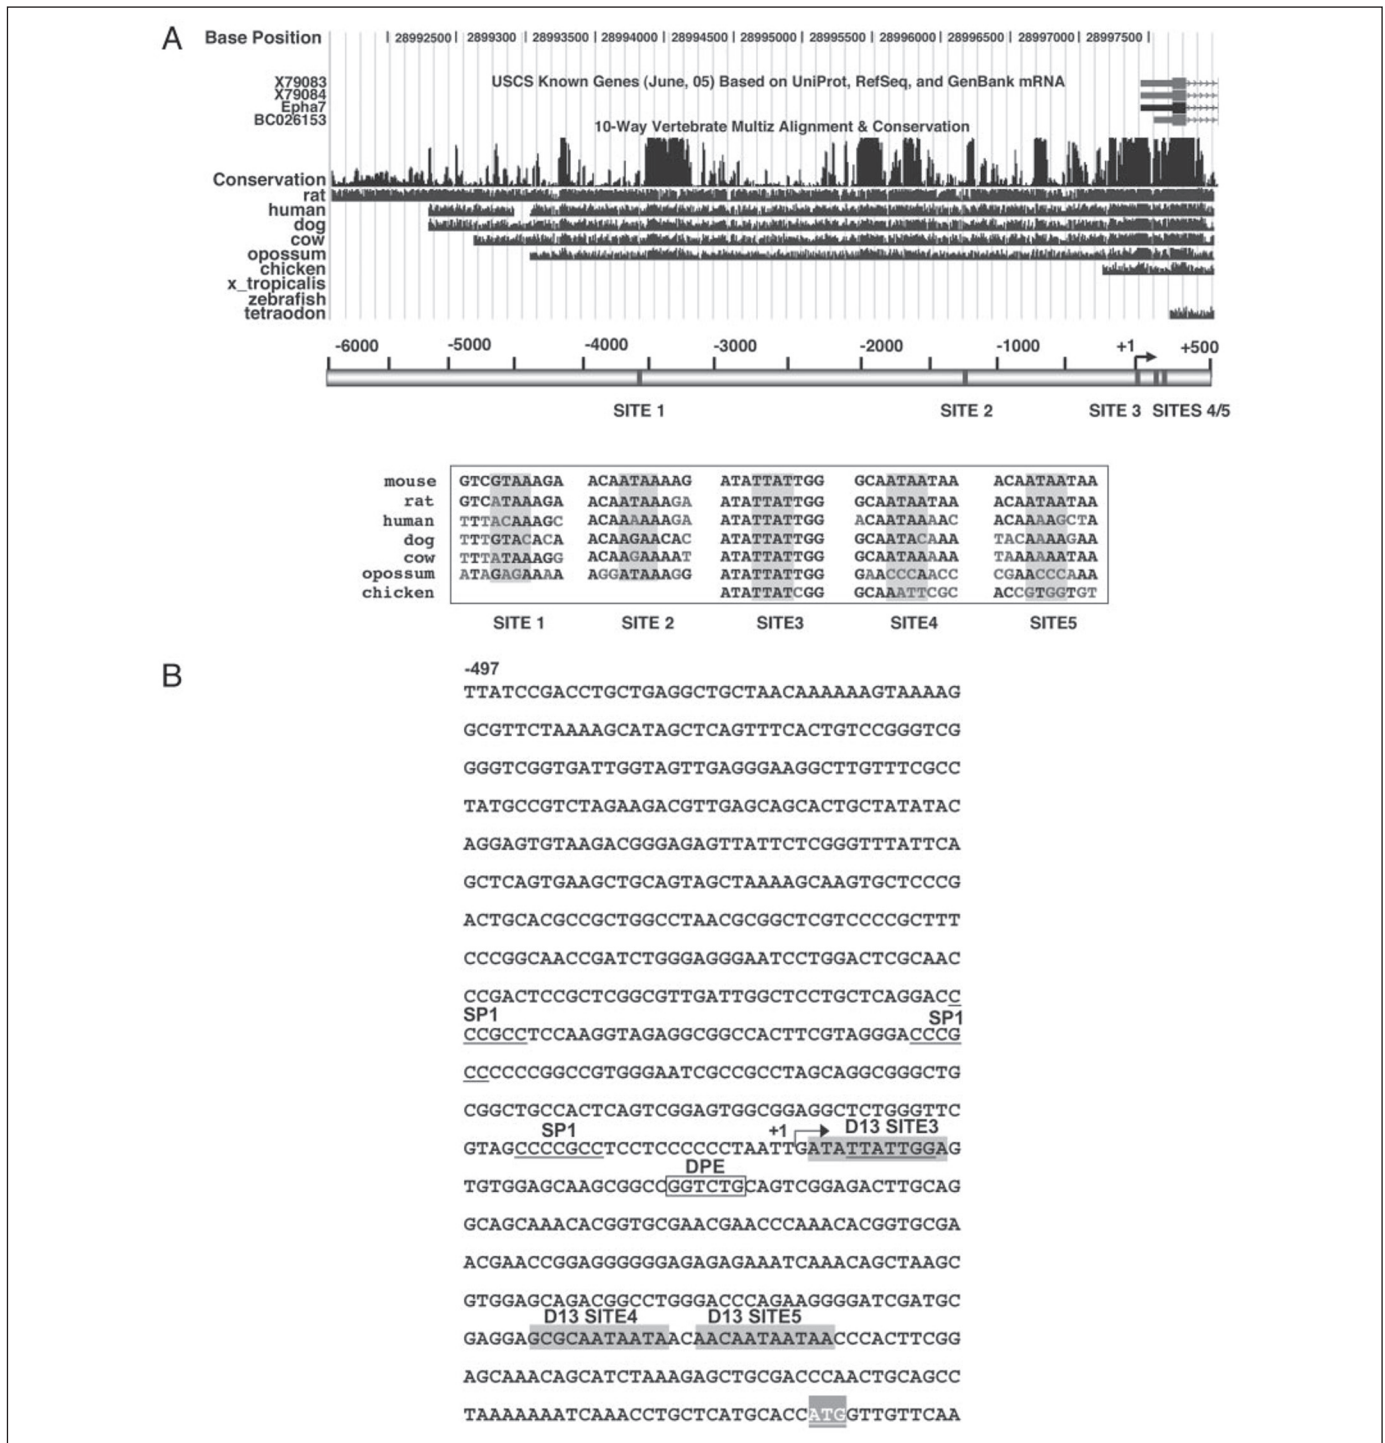 A
Base Position | 28992500 | 28993000 | 28993500 | 28994000 | 28994500 | 28995000 | 28995500 | 28996000 | 28996500 | 28997000 | 28997500 |
USCS Known Genes (June, 05) Based on UniProt, RefSeq, and GenBank mRNA
X79083
X79084
Epha7
BC026153
10-Way Vertebrate Multiz Alignment & Conservation
Conservation
rat
human
dog
cow
opossum
chicken
x_tropicalis
zebrafish
tetraodon
-6000 -5000 -4000 -3000 -2000 -1000 +1 +500
SITE 1 SITE 2 SITE 3 SITES 4/5
mouse GTCGTAAAGA ACAATAAAAG ATATTATTGG GCAATAATAA ACAATAATAA
rat GTCATAAAGA ACAATAAAGA ATATTATTGG GCAATAATAA ACAATAATAA
human TTTACAAAGC ACAAAAAAGA ATATTATTGG ACAATAAAAC ACAAAAGCTA
dog TTTGTACACA ACAAGAACAC ATATTATTGG GCAATACAAA TACAAAAGAA
cow TTTATAAAGG ACAAGAAAAT ATATTATTGG GCAATAAAAA TAAAAAATAA
opossum ATAGAGAAAA AGGATAAAGG ATATTATTGG GAACCCAACC CGAACCCAAA
chicken ATATTATCGG GCAAATTCGC ACCGTGGTGT
SITE 1 SITE 2 SITE3 SITE4 SITE5
B
-497
TTATCCGACCTGCTGAGGCTGCTAACAAAAAAGTAAAAG
GCGTTCTAAAAGCATAGCTCAGTTTCACTGTCCGGGTCG
GGGTCGGTGATTGGTAGTTGAGGGAAGGCTTGTTTCGCC
TATGCCGTCTAGAAGACGTTGAGCAGCACTGCTATATAC
AGGAGTGTAAGACGGGAGAGTTATTCTCGGGTTTATTCA
GCTCAGTGAAGCTGCAGTAGCTAAAAGCAAGTGCTCCCG
ACTGCACGCCGCTGGCCTAACGCGGCTCGTCCCCGCTTT
CCCGGCAACCGATCTGGGAGGGAATCCTGGACTCGCAAC
CCGACTCCGCTCGGCGTTGATTGGCTCCTGCTCAGGACC
SP1 SP1
CCGCCTCCAAGGTAGAGGCGGCCACTTCGTAGGGACCCG
CCCCCCGGCCGTGGGAATCGCCGCCTAGCAGGCGGGCTG
CGGCTGCCACTCAGTCGGAGTGGCGGAGGCTCTGGGTTC
SP1 +1 D13 SITE3
GTAGCCCCGCCTCCTCCCCCCTAATTGATATTATTGGAG
DPE
TGTGGAGCAAGCGGCCGGTCTGCAGTCGGAGACTTGCAG
GCAGCAAACACGGTGCGAACGAACCCAAACACGGTGCGA
ACGAACCGGAGGGGGGAGAGAGAAATCAAACAGCTAAGC
GTGGAGCAGACGGCCTGGGACCCAGAAGGGGATCGATGC
D13 SITE4 D13 SITE5
GAGGAGCGCAATAATAACAACAATAATAACCCACTTCGG
AGCAAACAGCATCTAAAGAGCTGCGACCCAACTGCAGCC
TAAAAAAATCAAACCTGCTCATGCACCATGGTTGTTCAA